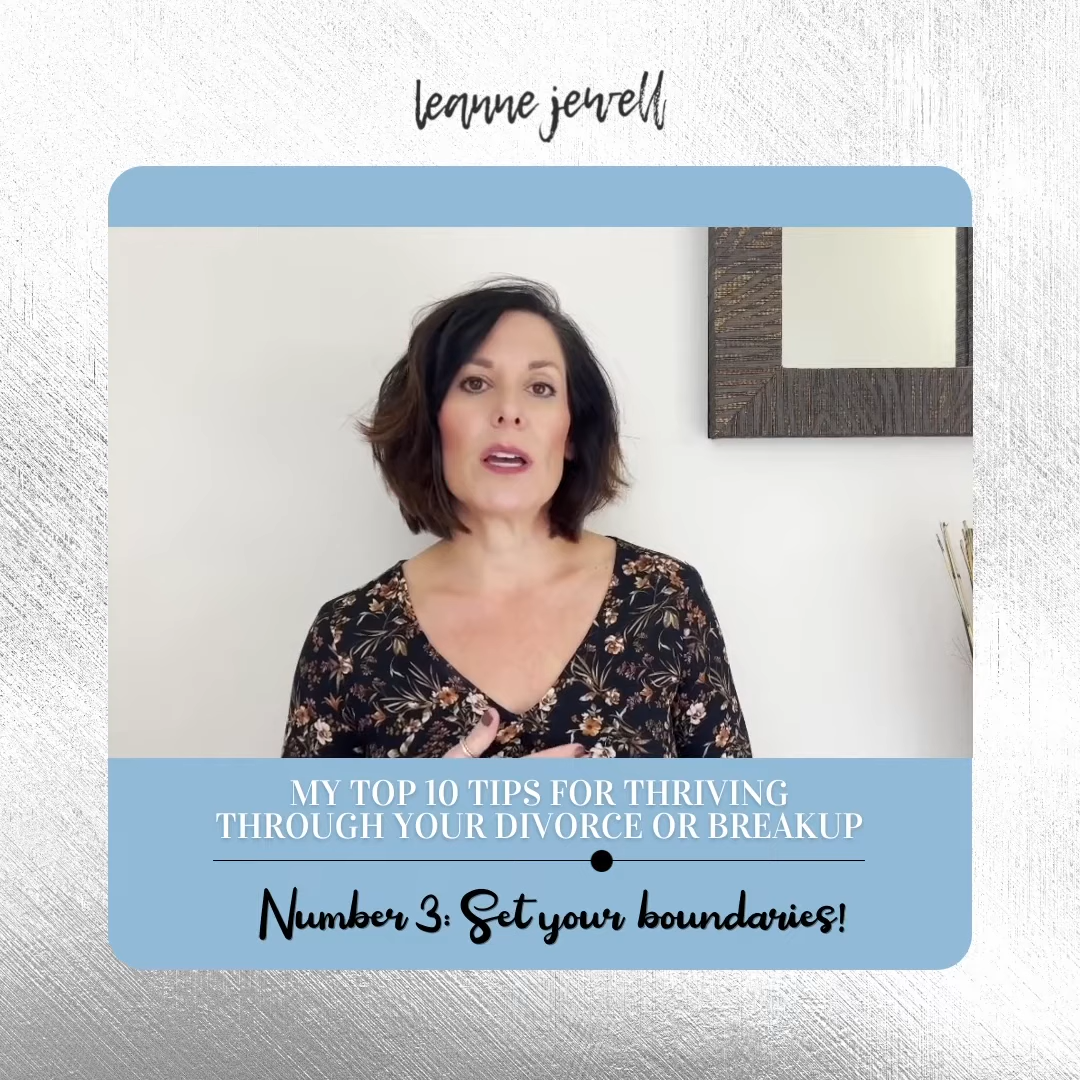 leanne jewell
MY TOP 10 TIPS FOR THRIVING
THROUGH YOUR DIVORCE OR BREAKUP
Number 3: Set your boundaries!